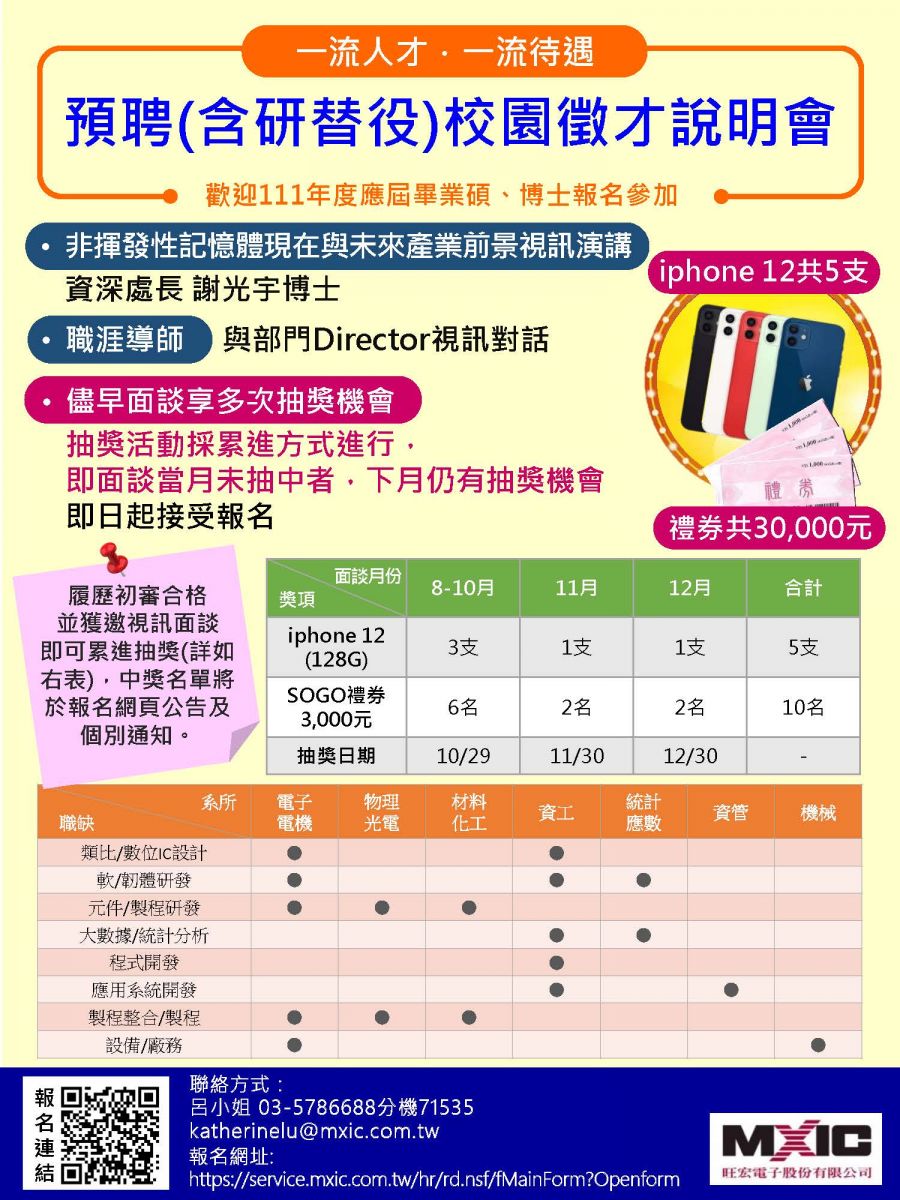 一流人才．一流待遇
預聘(含研替役)校園徵才說明會
歡迎111年度應屆畢業碩、博士報名參加
• 非揮發性記憶體現在與未來產業前景視訊演講
資深處長 謝光宇博士
iphone 12共5支
• 職涯導師 與部門Director視訊對話
• 儘早面談享多次抽獎機會
抽獎活動採累進方式進行，
即面談當月未抽中者，下月仍有抽獎機會
即日起接受報名
禮券
禮券共30,000元
履歷初審合格
並獲邀視訊面談
即可累進抽獎(詳如
右表)，中獎名單將
於報名網頁公告及
個別通知。
面談月份 獎項 8-10月 11月 12月 合計
iphone 12 (128G) 3支 1支 1支 5支
SOGO禮券 3,000元 6名 2名 2名 10名
抽獎日期 10/29 11/30 12/30 -
系所 職缺 電子電機 物理光電 材料化工 資工 統計應數 資管 機械
類比/數位IC設計 ● ●
軟/韌體研發 ● ● ●
元件/製程研發 ● ● ●
大數據/統計分析 ● ●
程式開發 ●
應用系統開發 ● ●
製程整合/製程 ● ● ●
設備/廠務 ● ●
報名連結
聯絡方式：
呂小姐 03-5786688分機71535
katherinelu@mxic.com.tw
報名網址:
https://service.mxic.com.tw/hr/rd.nsf/fMainForm?Openform
MXIC
旺宏電子股份有限公司